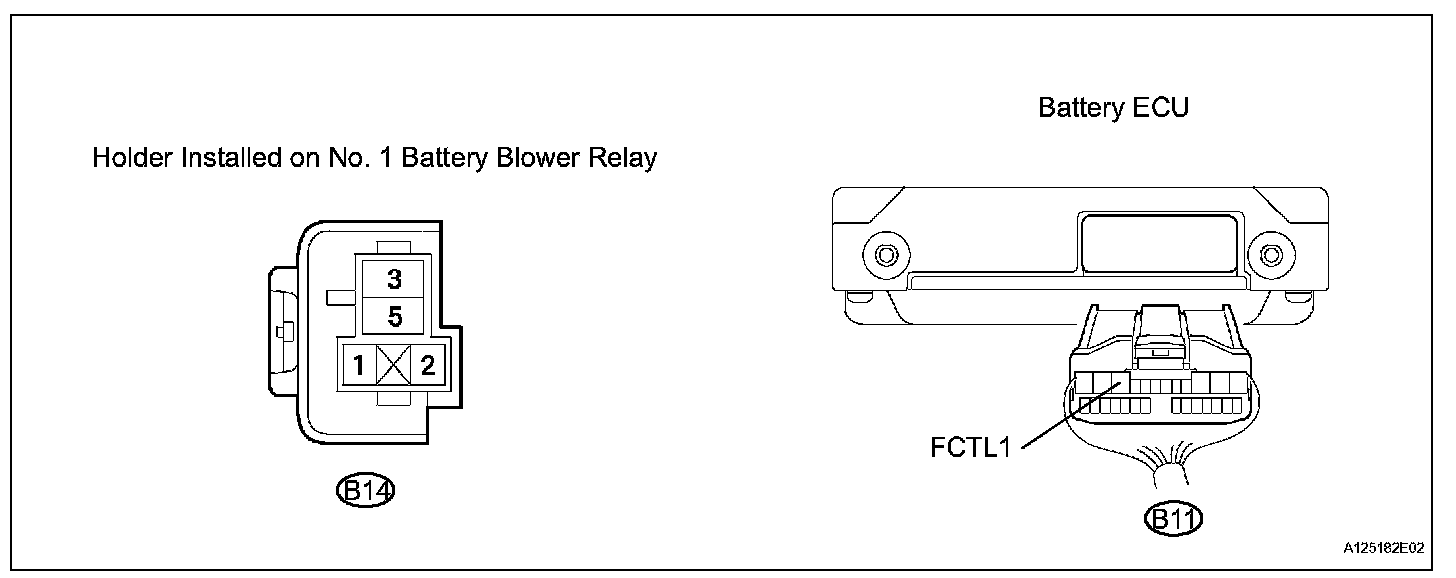 Battery ECU
Holder Installed on No. 1 Battery Blower Relay
3
5
1 2
FCTL1
B14
B11
A125182E02